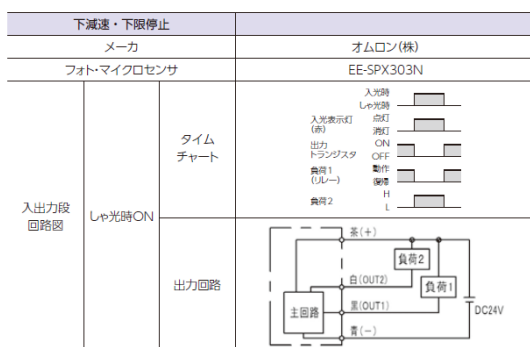 下減速・下限停止
メーカ
オムロン(株)
フォト・マイクロセンサ
EE-SPX303N
入出力段
回路図
しゃ光時ON
タイム
チャート
入光時
しゃ光時
入光表示灯
(赤)
点灯
消灯
出力
トランジスタ
ON
OFF
負荷1
(リレー)
動作
復帰
負荷2
H
L
出力回路
茶(+)
負荷2
白(OUT2)
負荷1
主回路
黒(OUT1)
DC24V
青(-)